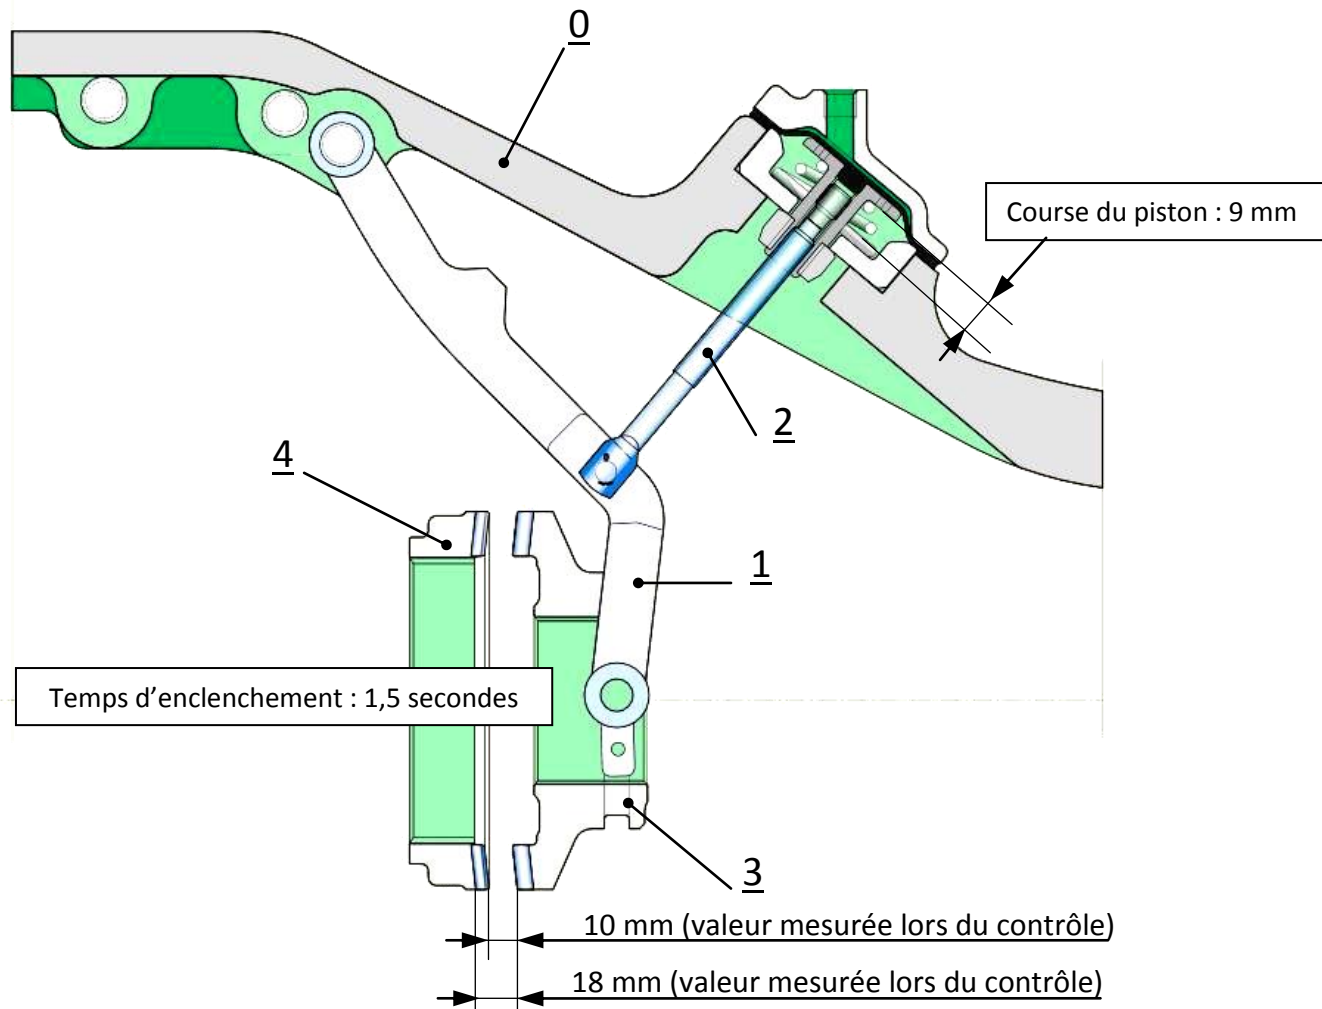 0
Course du piston : 9 mm
2
4
1
Temps d’enclenchement : 1,5 secondes
3
10 mm (valeur mesurée lors du contrôle)
18 mm (valeur mesurée lors du contrôle)